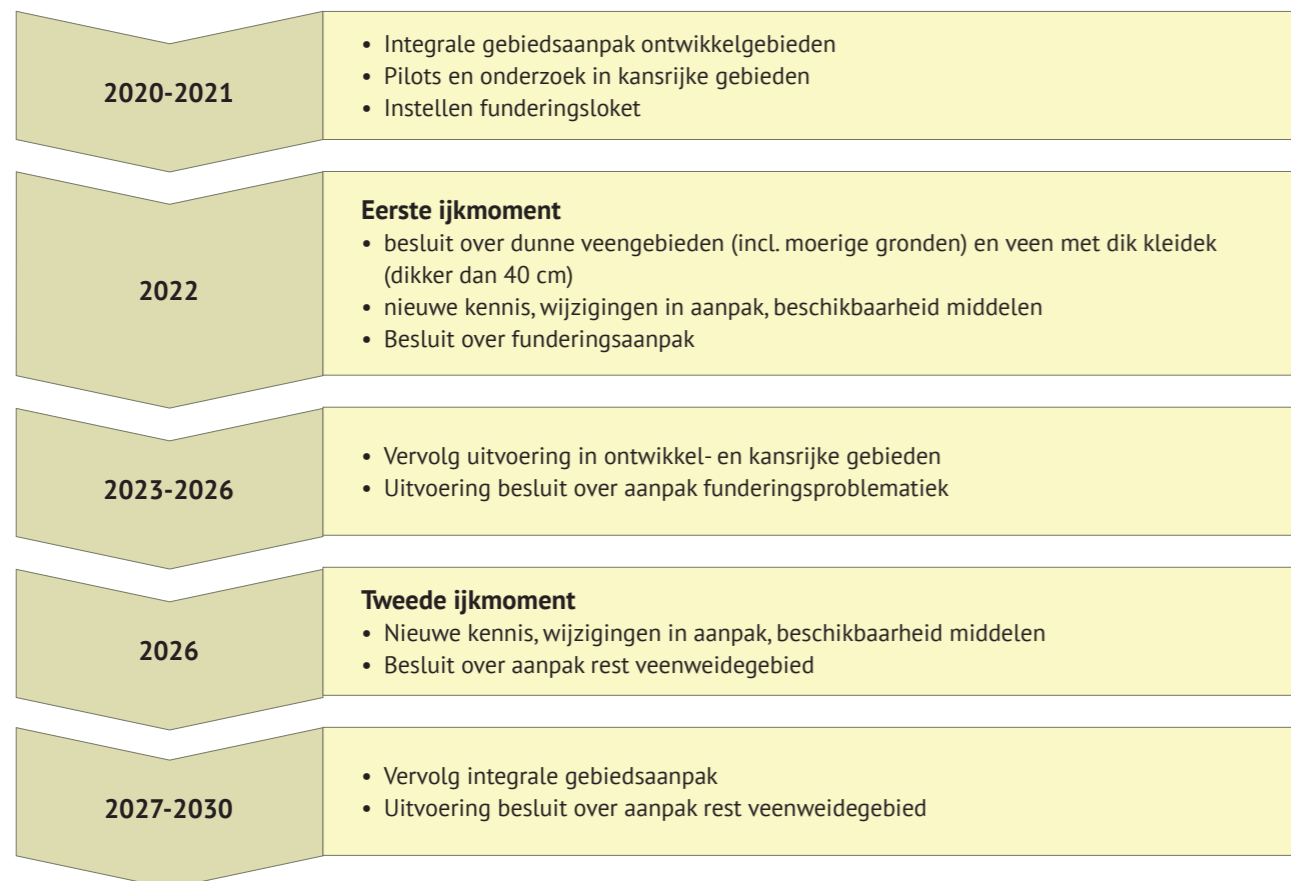 2020-2021
• Integrale gebiedsaanpak ontwikkelgebieden
• Pilots en onderzoek in kansrijke gebieden
• Instellen funderingsloket
2022
Eerste ijkmoment
• besluit over dunne veengebieden (incl. moerige gronden) en veen met dik kleidek
(dikker dan 40 cm)
• nieuwe kennis, wijzigingen in aanpak, beschikbaarheid middelen
• Besluit over funderingsaanpak
2023-2026
• Vervolg uitvoering in ontwikkel- en kansrijke gebieden
• Uitvoering besluit over aanpak funderingsproblematiek
2026
Tweede ijkmoment
• Nieuwe kennis, wijzigingen in aanpak, beschikbaarheid middelen
• Besluit over aanpak rest veenweidegebied
2027-2030
• Vervolg integrale gebiedsaanpak
• Uitvoering besluit over aanpak rest veenweidegebied